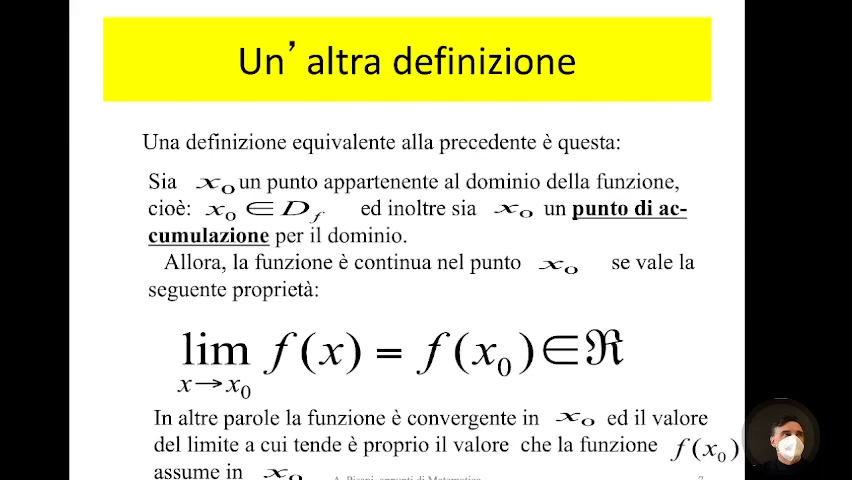 Un’ altra definizione
Una definizione equivalente alla precedente è questa:
Sia x₀ un punto appartenente al dominio della funzione,
cioè: x₀ ∈ D_f ed inoltre sia x₀ un punto di ac-
cumulazione per il dominio.
Allora, la funzione è continua nel punto x₀ se vale la
seguente proprietà:
lim f(x) = f(x₀) ∈ ℜ
x→x₀
In altre parole la funzione è convergente in x₀ ed il valore
del limite a cui tende è proprio il valore che la funzione f(x₀)
assume in x₀